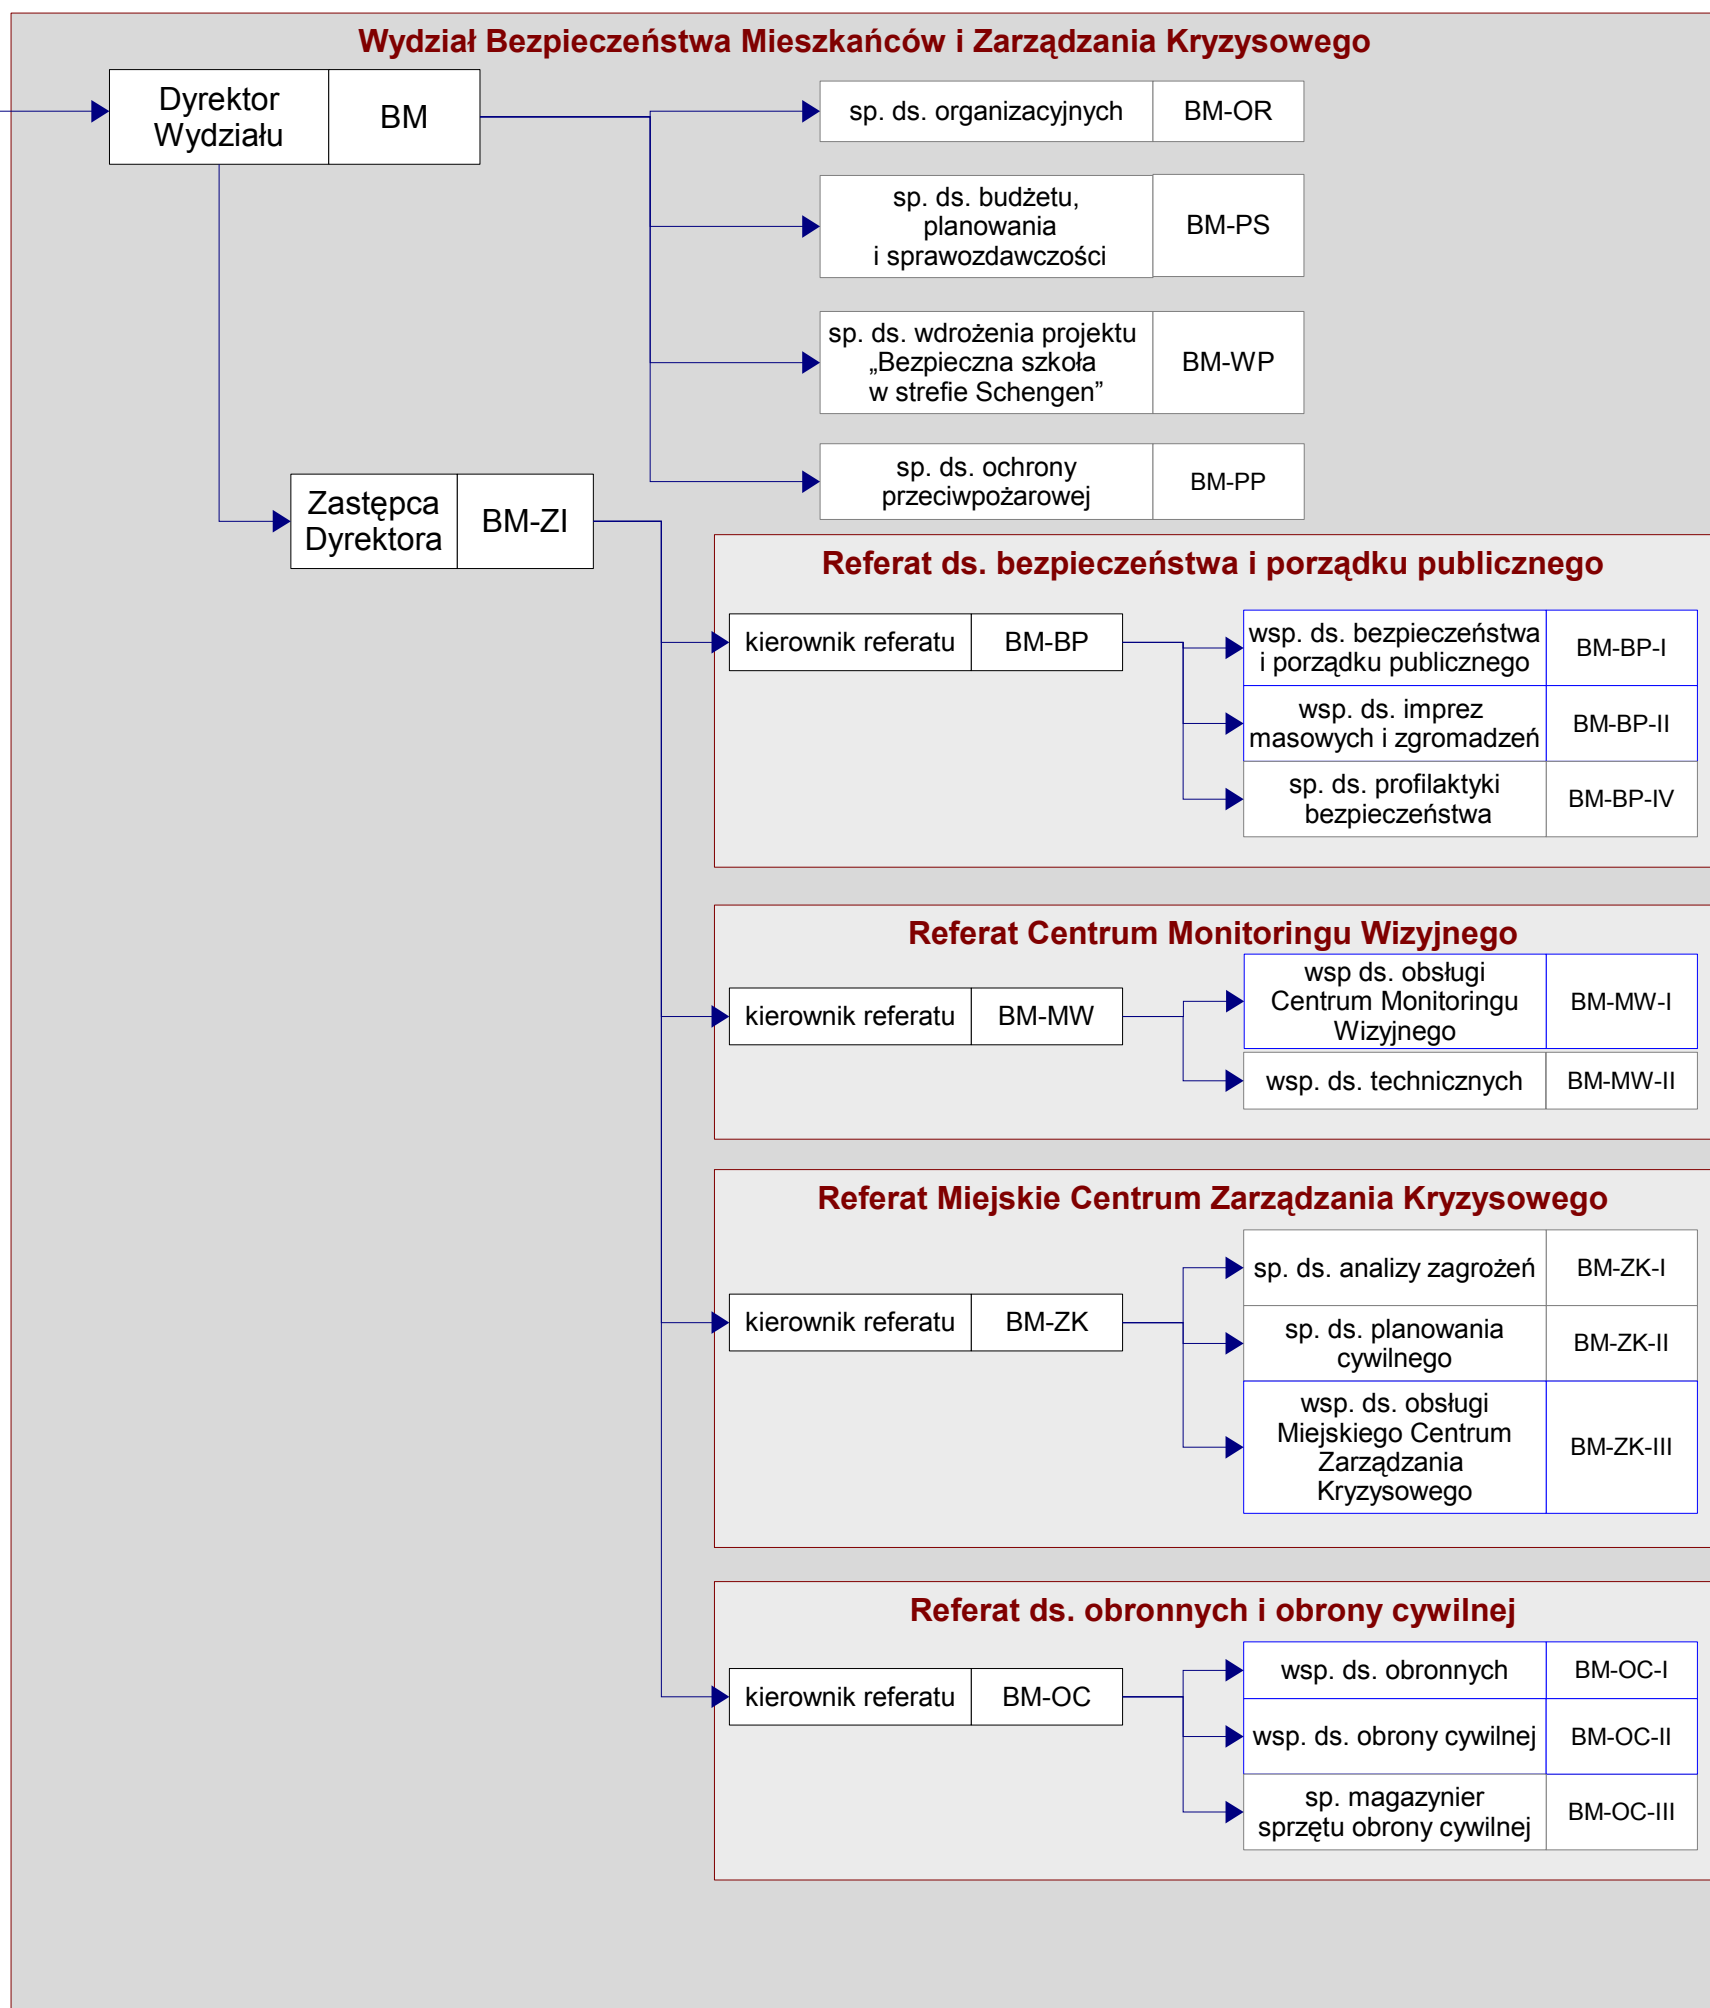 Wydział Bezpieczeństwa Mieszkańców i Zarządzania Kryzysowego
Dyrektor
Wydziału
BM
sp. ds. organizacyjnych
BM-OR
sp. ds. budżetu,
planowania
i sprawozdawczości
BM-PS
sp. ds. wdrożenia projektu
„Bezpieczna szkoła
w strefie Schengen”
BM-WP
sp. ds. ochrony
przeciwpożarowej
BM-PP
Zastępca
Dyrektora
BM-ZI
Referat ds. bezpieczeństwa i porządku publicznego
kierownik referatu
BM-BP
wsp. ds. bezpieczeństwa
i porządku publicznego
BM-BP-I
wsp. ds. imprez
masowych i zgromadzeń
BM-BP-II
sp. ds. profilaktyki
bezpieczeństwa
BM-BP-IV
Referat Centrum Monitoringu Wizyjnego
kierownik referatu
BM-MW
wsp ds. obsługi
Centrum Monitoringu
Wizyjnego
BM-MW-I
wsp. ds. technicznych
BM-MW-II
Referat Miejskie Centrum Zarządzania Kryzysowego
kierownik referatu
BM-ZK
sp. ds. analizy zagrożeń
BM-ZK-I
sp. ds. planowania
cywilnego
BM-ZK-II
wsp. ds. obsługi
Miejskiego Centrum
Zarządzania
Kryzysowego
BM-ZK-III
Referat ds. obronnych i obrony cywilnej
kierownik referatu
BM-OC
wsp. ds. obronnych
BM-OC-I
wsp. ds. obrony cywilnej
BM-OC-II
sp. magazynier
sprzętu obrony cywilnej
BM-OC-III